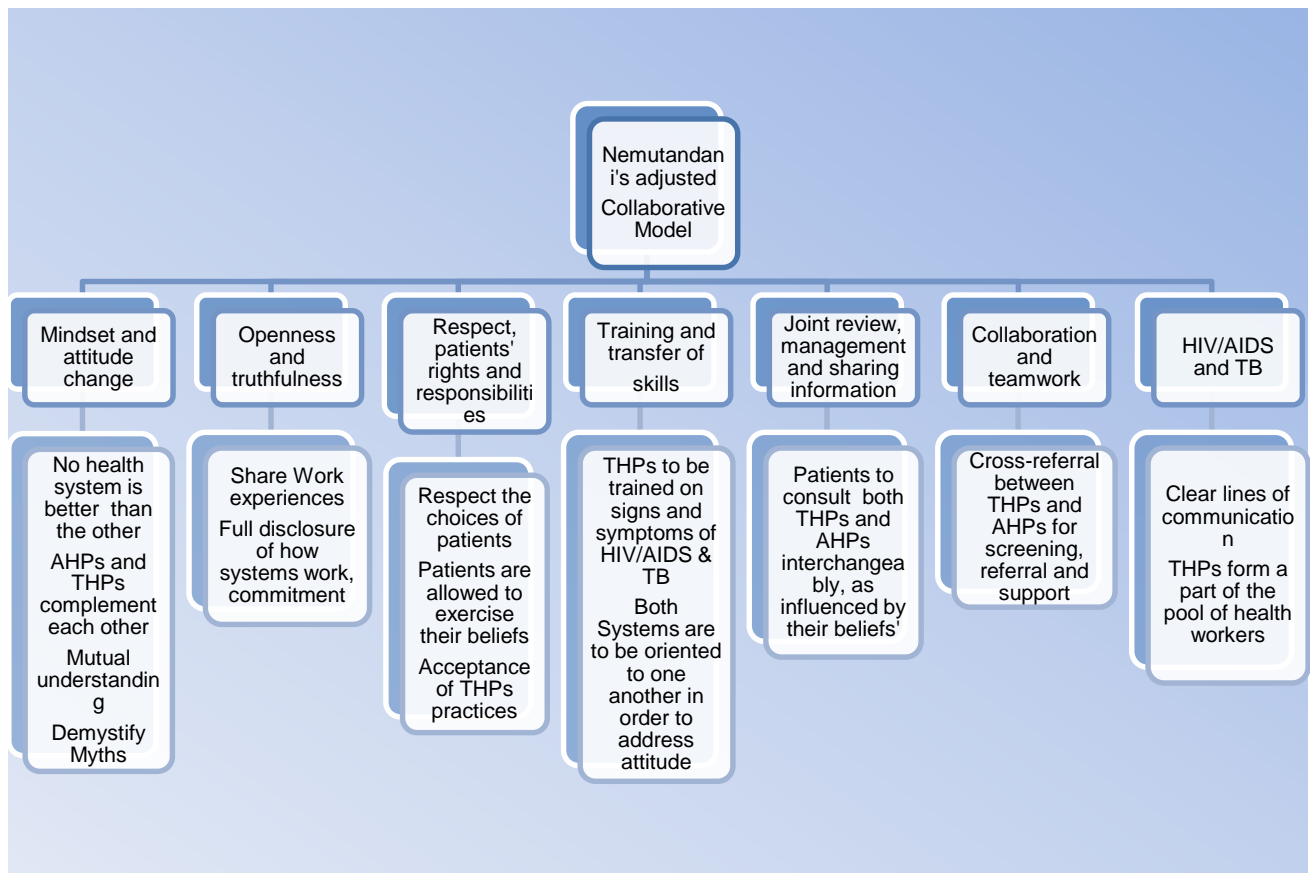 Nemutandan
i's adjusted
Collaborative
Model
Mindset and
attitude
change
Openness
and
truthfulness
Respect,
patients'
rights and
responsibiliti
es
Training and
transfer of
skills
Joint review,
management
and sharing
information
Collaboration
and
teamwork
HIV/AIDS
and TB
No health
system is
better than
the other
AHPs and
THPs
complement
each other
Mutual
understandin
g
Demystify
Myths
Share Work
experiences
Full disclosure
of how
systems work,
commitment
Respect the
choices of
patients
Patients are
allowed to
exercise
their beliefs
Acceptance
of THPs
practices
THPs to be
trained on
signs and
symptoms of
HIV/AIDS &
TB
Both
Systems are
to be oriented
to one
another in
order to
address
attitude
Patients to
consult both
THPs and
AHPs
interchangea
bly, as
influenced by
their beliefs'
Cross-referral
between
THPs and
AHPs for
screening,
referral and
support
Clear lines of
communicatio
n
THPs form a
part of the
pool of health
workers